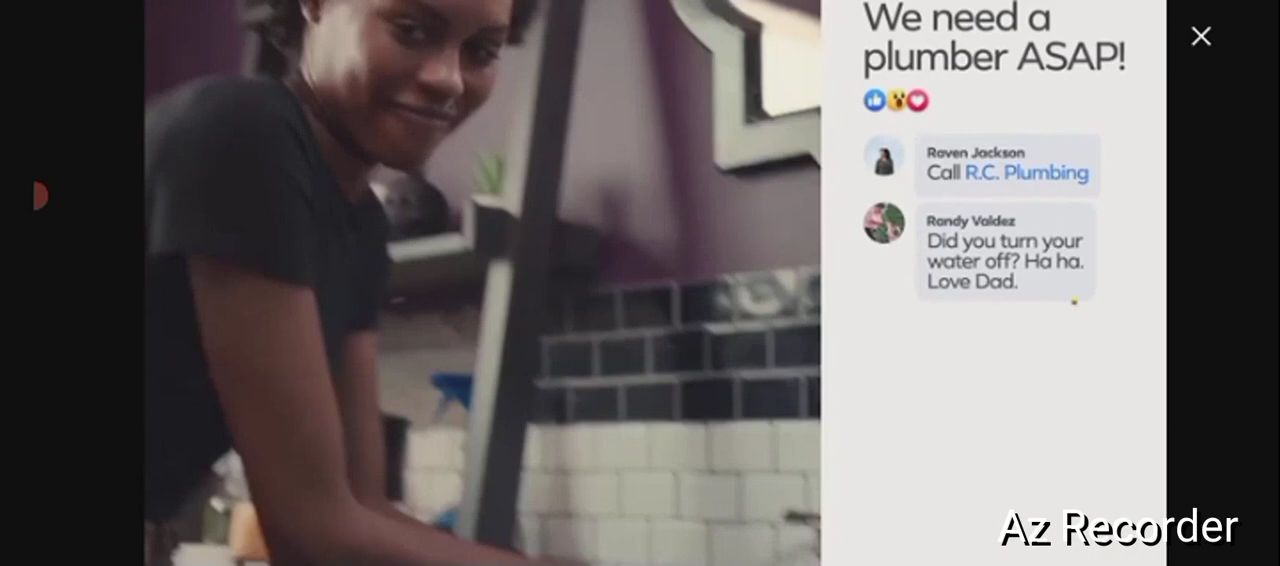 We need a
plumber ASAP!
Raven Jackson
Call R.C. Plumbing
Randy Valdez
Did you turn your
water off? Ha ha.
Love Dad.
Az Recorder